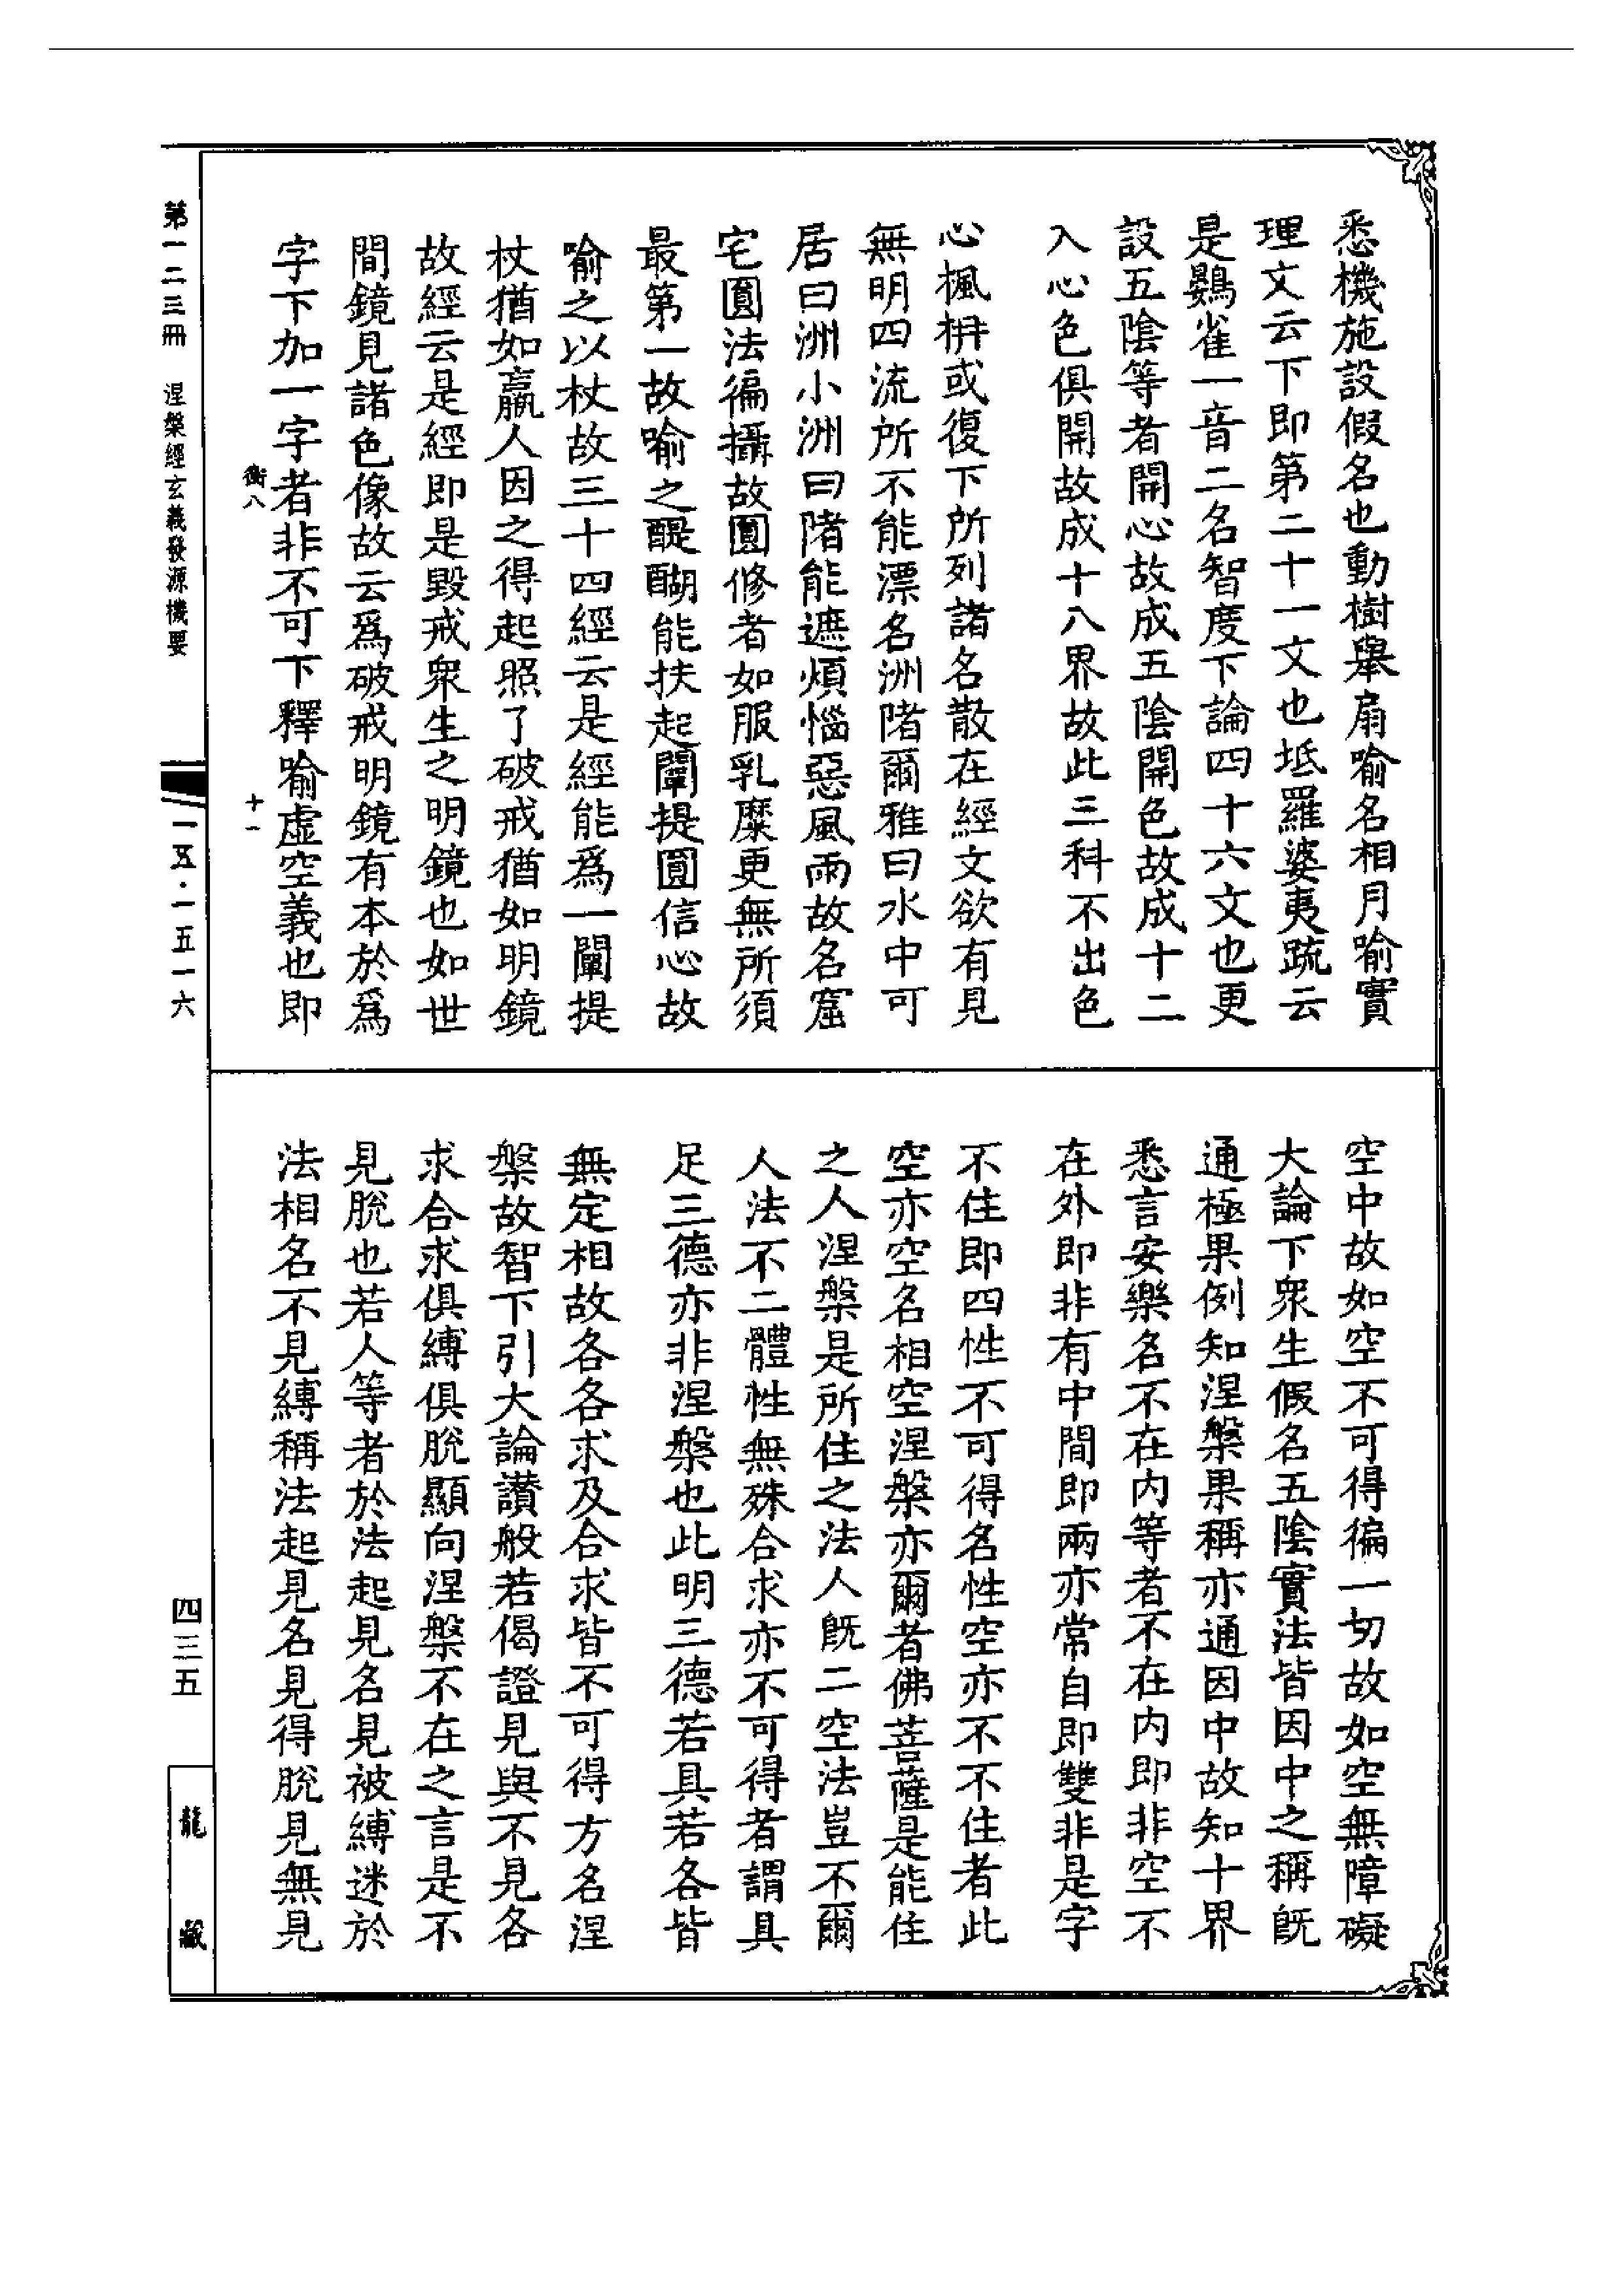 悉機施設假名也動樹舉扇喻名相月喻實
理文云下即第二十一文也坻羅婆夷䟽云
是鷃雀一音二名智度下論四十六文也更
設五陰等者開心故成五陰開色故成十二
入心色俱開故成十八界故此三科不出色
心楓枏或復下所列諸名散在經文欲有見
無明四流所不能漂名洲陼爾雅曰水中可
居曰洲小洲曰陼能遮煩惱惡風雨故名窟
宅圓法徧攝故圓修者如服乳糜更無所須
最第一故喻之醍醐能扶起闡提圓信心故
喻之以杖故三十四經云是經能爲一闡提
杖猶如羸人因之得起照了破戒猶如明鏡
故經云是經即是毀戒衆生之明鏡也如世
間鏡見諸色像故云爲破戒明鏡有本於爲
字下加一字者非不可下釋喻虛空義也即
衡八
十一
空中故如空不可得徧一切故如空無障礙
大論下衆生假名五陰實法皆因中之稱旣
通極果例知涅槃果稱亦通因中故知十界
悉言安樂名不在内等者不在内即非空不
在外即非有中間即兩亦常自即雙非是字
不住即四性不可得名性空亦不不住者此
空亦空名相空涅槃亦爾者佛菩薩是能住
之人涅槃是所住之法人旣二空法豈不爾
人法不二體性無殊合求亦不可得者謂具
足三德亦非涅槃也此明三德若具若各皆
無定相故各各求及合求皆不可得方名涅
槃故智下引大論讚般若偈證見與不見各
求合求俱縛俱脫顯向涅槃不在之言是不
見脫也若人等者於法起見名見被縛迷於
法相名不見縛稱法起見名見得脫見無見
第一二三冊　涅槃經玄義發源機要
一五·一五一六
四三五
龍藏